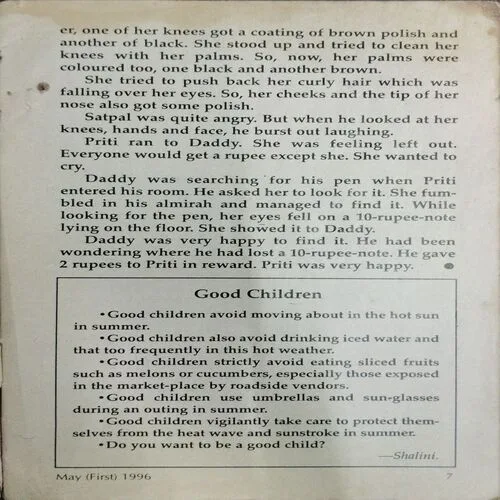 er, one of her knees got a coating of brown polish and
another of black. She stood up and tried to clean her
knees with her palms. So, now, her palms were
coloured too, one black and another brown.
She tried to push back her curly hair which was
falling over her eyes. So, her cheeks and the tip of her
nose also got some polish.
Satpal was quite angry. But when he looked at her
knees, hands and face, he burst out laughing.
Priti ran to Daddy. She was feeling left out.
Everyone would get a rupee except she. She wanted to
cry.
Daddy was searching for his pen when Priti
entered his room. He asked her to look for it. She fum-
bled in his almirah and managed to find it. While
looking for the pen, her eyes fell on a 10-rupee-note
lying on the floor. She showed it to Daddy.
Daddy was very happy to find it. He had been
wondering where he had lost a 10-rupee-note. He gave
2 rupees to Priti in reward. Priti was very happy. ●
Good Children
• Good children avoid moving about in the hot sun
in summer.
• Good children also avoid drinking iced water and
that too frequently in this hot weather.
• Good children strictly avoid eating sliced fruits
such as melons or cucumbers, especially those exposed
in the market-place by roadside vendors.
• Good children use umbrellas and sun-glasses
during an outing in summer.
• Good children vigilantly take care to protect them-
selves from the heat wave and sunstroke in summer.
• Do you want to be a good child?
—Shalini.
May (First) 1996 7